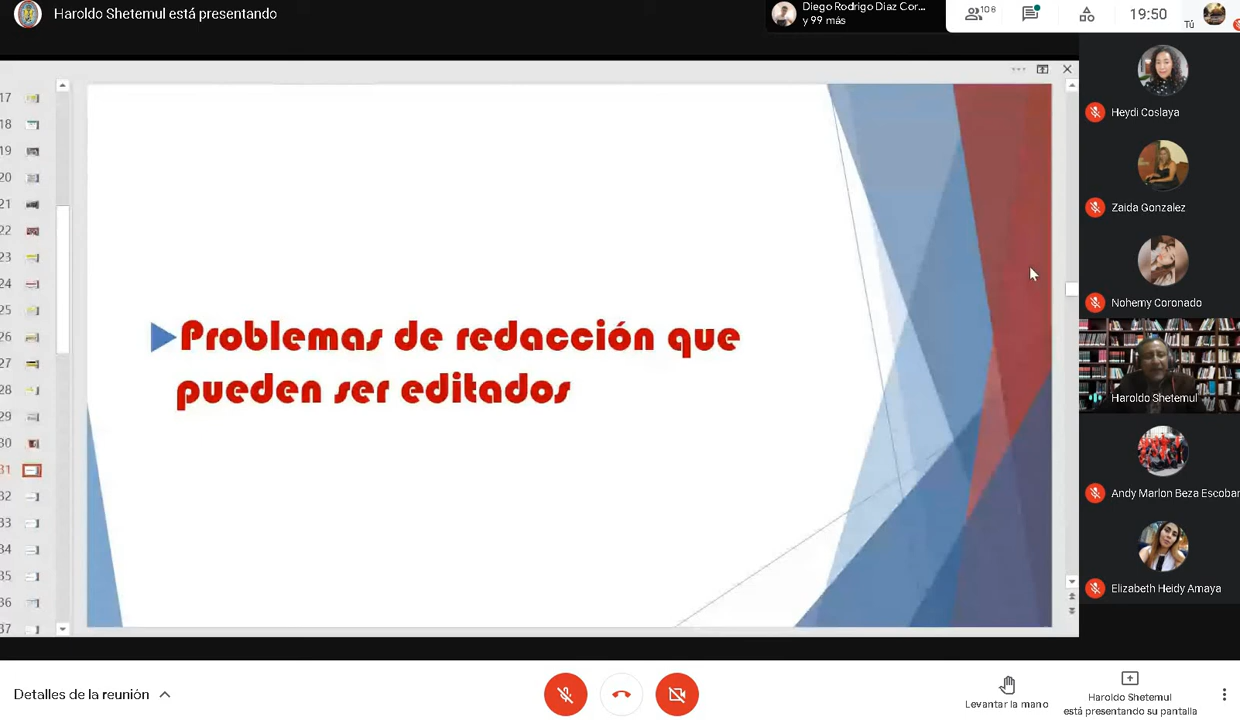 Haroldo Shetemul está presentando
Diego Rodrigo Diaz Cor...
y 99 más
106
19:50
Tú
17
18
19
20
21
22
23
24
25
26
27
28
29
30
31
32
33
34
35
36
37
Problemas de redacción que
pueden ser editados
Heydi Coslaya
Zaida Gonzalez
Nohemy Coronado
Haroldo Shetemul
Andy Marlon Beza Escobar
Elizabeth Heidy Amaya
Detalles de la reunión
Levantar la mano
Haroldo Shetemul
está presentando su pantalla